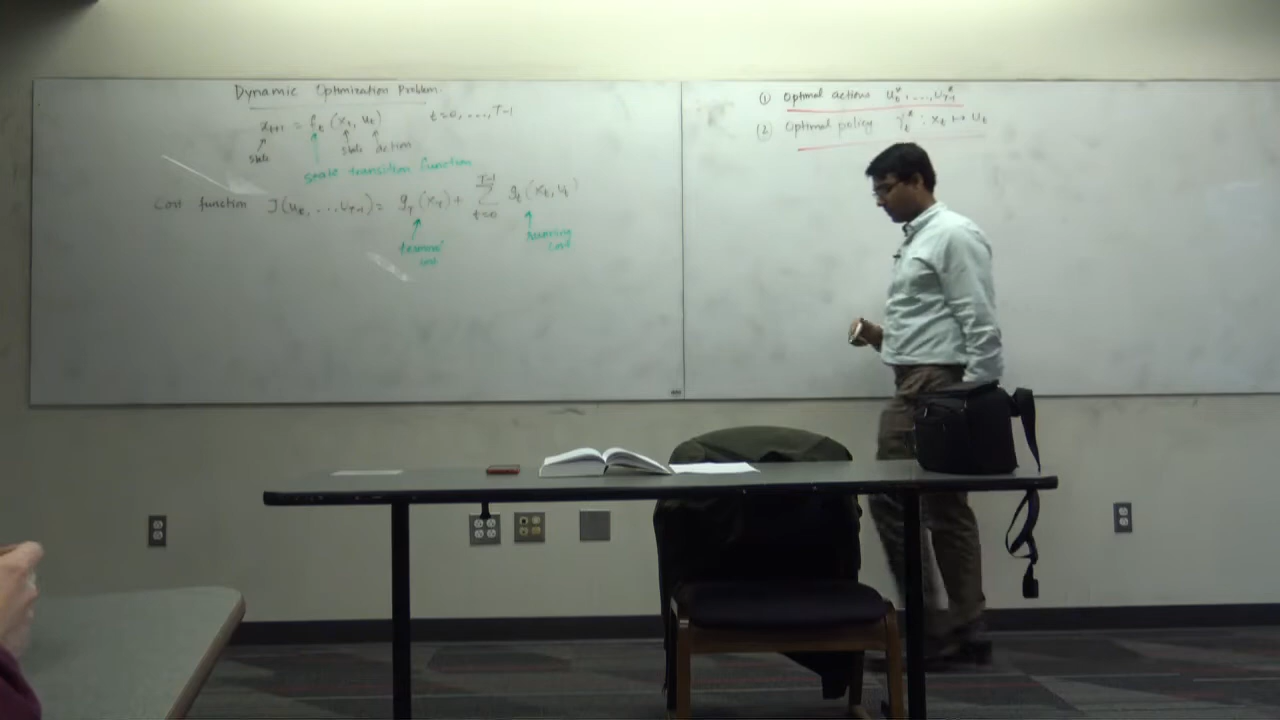 Dynamic Optimization Problem.
x_{t+1} = f_t (x_t, u_t) t=0, ..., T-1
state state action
state transition function
Cost function J(u_0, ... u_{T-1}) = g_T (x_T) + \sum_{t=0}^{T-1} g_t (x_t, u_t)
terminal running
cost cost
① Optimal actions u_0^*, ..., u_{T-1}^*
(2) Optimal policy γ_t^* : x_t ↦ u_t